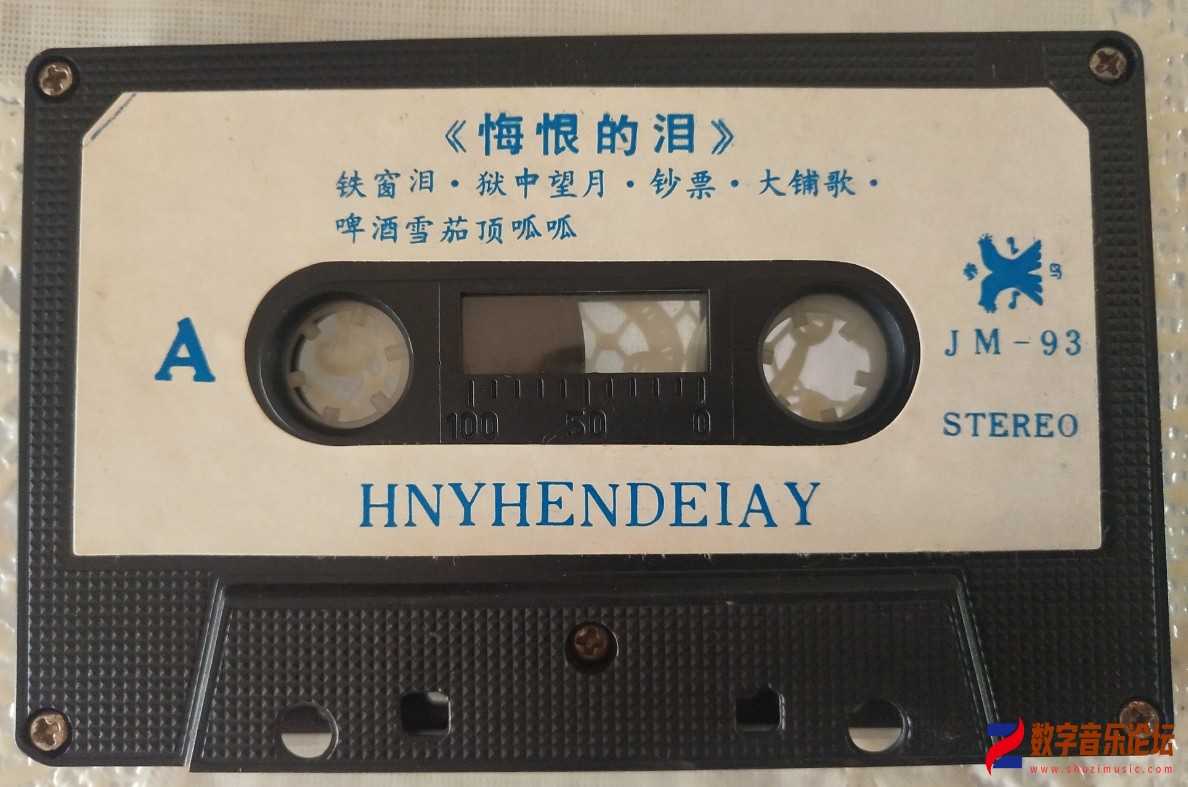 《悔恨的泪》
铁窗泪·狱中望月·钞票·大铺歌·
啤酒雪茄顶呱呱
鸟
A
JM-93
100 50 0
STEREO
HNYHENDEIAY
数字音乐论坛
www.shuzimusic.com